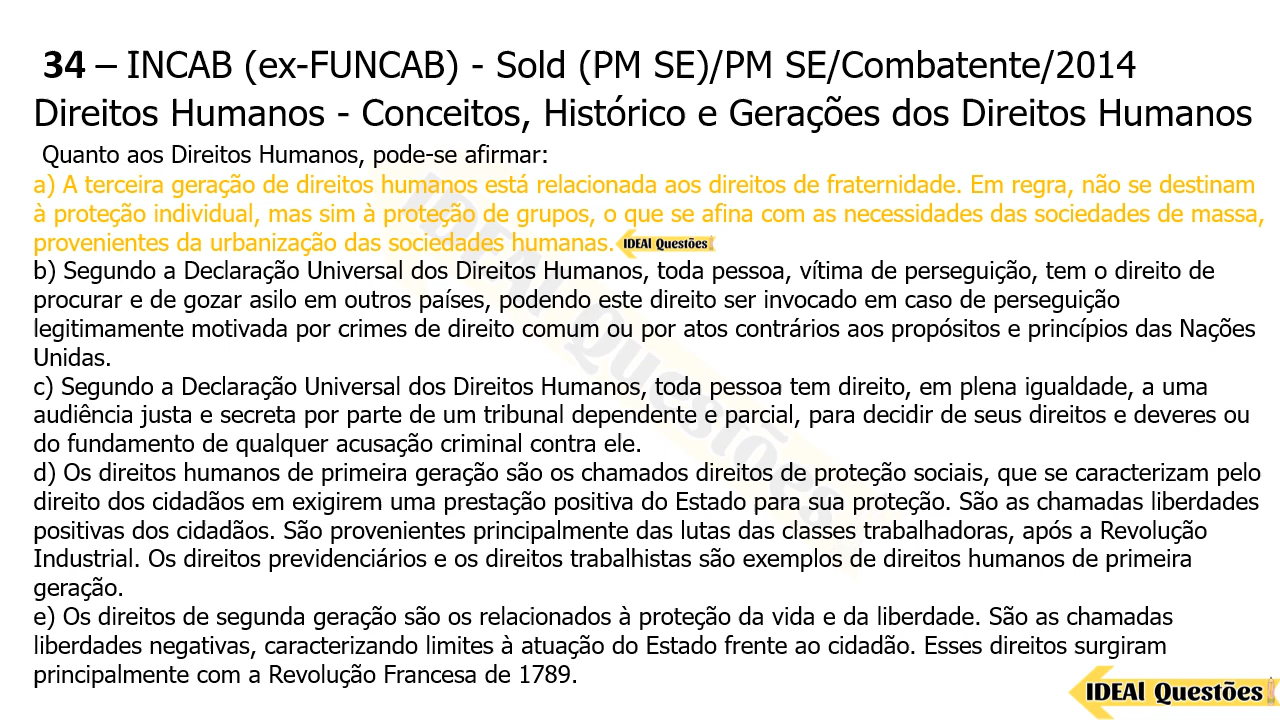 34 – INCAB (ex-FUNCAB) - Sold (PM SE)/PM SE/Combatente/2014
Direitos Humanos - Conceitos, Histórico e Gerações dos Direitos Humanos
Quanto aos Direitos Humanos, pode-se afirmar:
a) A terceira geração de direitos humanos está relacionada aos direitos de fraternidade. Em regra, não se destinam
à proteção individual, mas sim à proteção de grupos, o que se afina com as necessidades das sociedades de massa,
provenientes da urbanização das sociedades humanas. IDEAl Questões
b) Segundo a Declaração Universal dos Direitos Humanos, toda pessoa, vítima de perseguição, tem o direito de
procurar e de gozar asilo em outros países, podendo este direito ser invocado em caso de perseguição
legitimamente motivada por crimes de direito comum ou por atos contrários aos propósitos e princípios das Nações
Unidas.
c) Segundo a Declaração Universal dos Direitos Humanos, toda pessoa tem direito, em plena igualdade, a uma
audiência justa e secreta por parte de um tribunal dependente e parcial, para decidir de seus direitos e deveres ou
do fundamento de qualquer acusação criminal contra ele.
d) Os direitos humanos de primeira geração são os chamados direitos de proteção sociais, que se caracterizam pelo
direito dos cidadãos em exigirem uma prestação positiva do Estado para sua proteção. São as chamadas liberdades
positivas dos cidadãos. São provenientes principalmente das lutas das classes trabalhadoras, após a Revolução
Industrial. Os direitos previdenciários e os direitos trabalhistas são exemplos de direitos humanos de primeira
geração.
e) Os direitos de segunda geração são os relacionados à proteção da vida e da liberdade. São as chamadas
liberdades negativas, caracterizando limites à atuação do Estado frente ao cidadão. Esses direitos surgiram
principalmente com a Revolução Francesa de 1789.
IDEAl Questões
IDEAl Questões